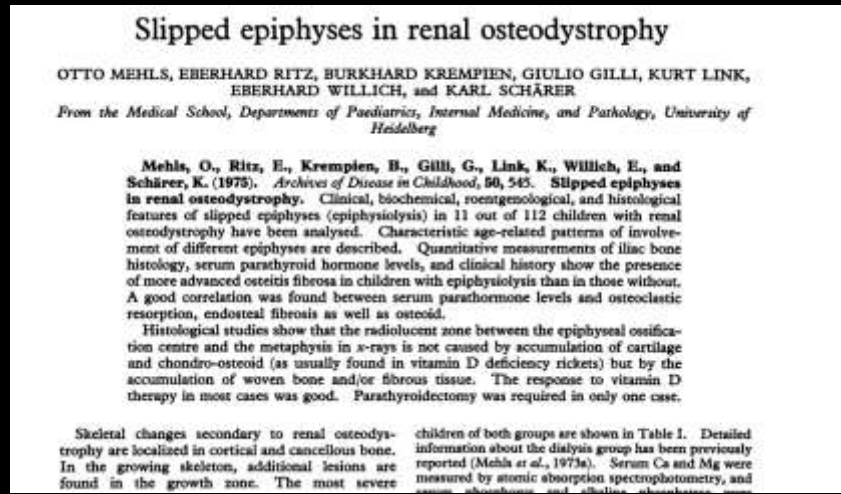 Slipped epiphyses in renal osteodystrophy
OTTO MEHLS, EBERHARD RITZ, BURKHARD KREMPIEN, GIULIO GILLI, KURT LINK,
EBERHARD WILLICH, and KARL SCHÄRER
From the Medical School, Departments of Paediatrics, Internal Medicine, and Pathology, University of
Heidelberg
Mehls, O., Ritz, E., Krempien, B., Gilli, G., Link, K., Willich, E., and
Schärer, K. (1975). Archives of Disease in Childhood, 50, 545. Slipped epiphyses
in renal osteodystrophy. Clinical, biochemical, roentgenological, and histological
features of slipped epiphyses (epiphysiolysis) in 11 out of 112 children with renal
osteodystrophy have been analysed. Characteristic age-related patterns of involve-
ment of different epiphyses are described. Quantitative measurements of iliac bone
histology, serum parathyroid hormone levels, and clinical history show the presence
of more advanced osteitis fibrosa in children with epiphysiolysis than in those without.
A good correlation was found between serum parathormone levels and osteoclastic
resorption, endosteal fibrosis as well as osteoid.
Histological studies show that the radiolucent zone between the epiphyseal ossifica-
tion centre and the metaphysis in x-rays is not caused by accumulation of cartilage
and chondro-osteoid (as usually found in vitamin D deficiency rickets) but by the
accumulation of woven bone and/or fibrous tissue. The response to vitamin D
therapy in most cases was good. Parathyroidectomy was required in only one case.
Skeletal changes secondary to renal osteodys-
trophy are localized in cortical and cancellous bone.
In the growing skeleton, additional lesions are
found in the growth zone. The most severe
children of both groups are shown in Table I. Detailed
information about the dialysis group has been previously
reported (Mehls et al., 1973a). Serum Ca and Mg were
measured by atomic absorption spectrophotometry, and